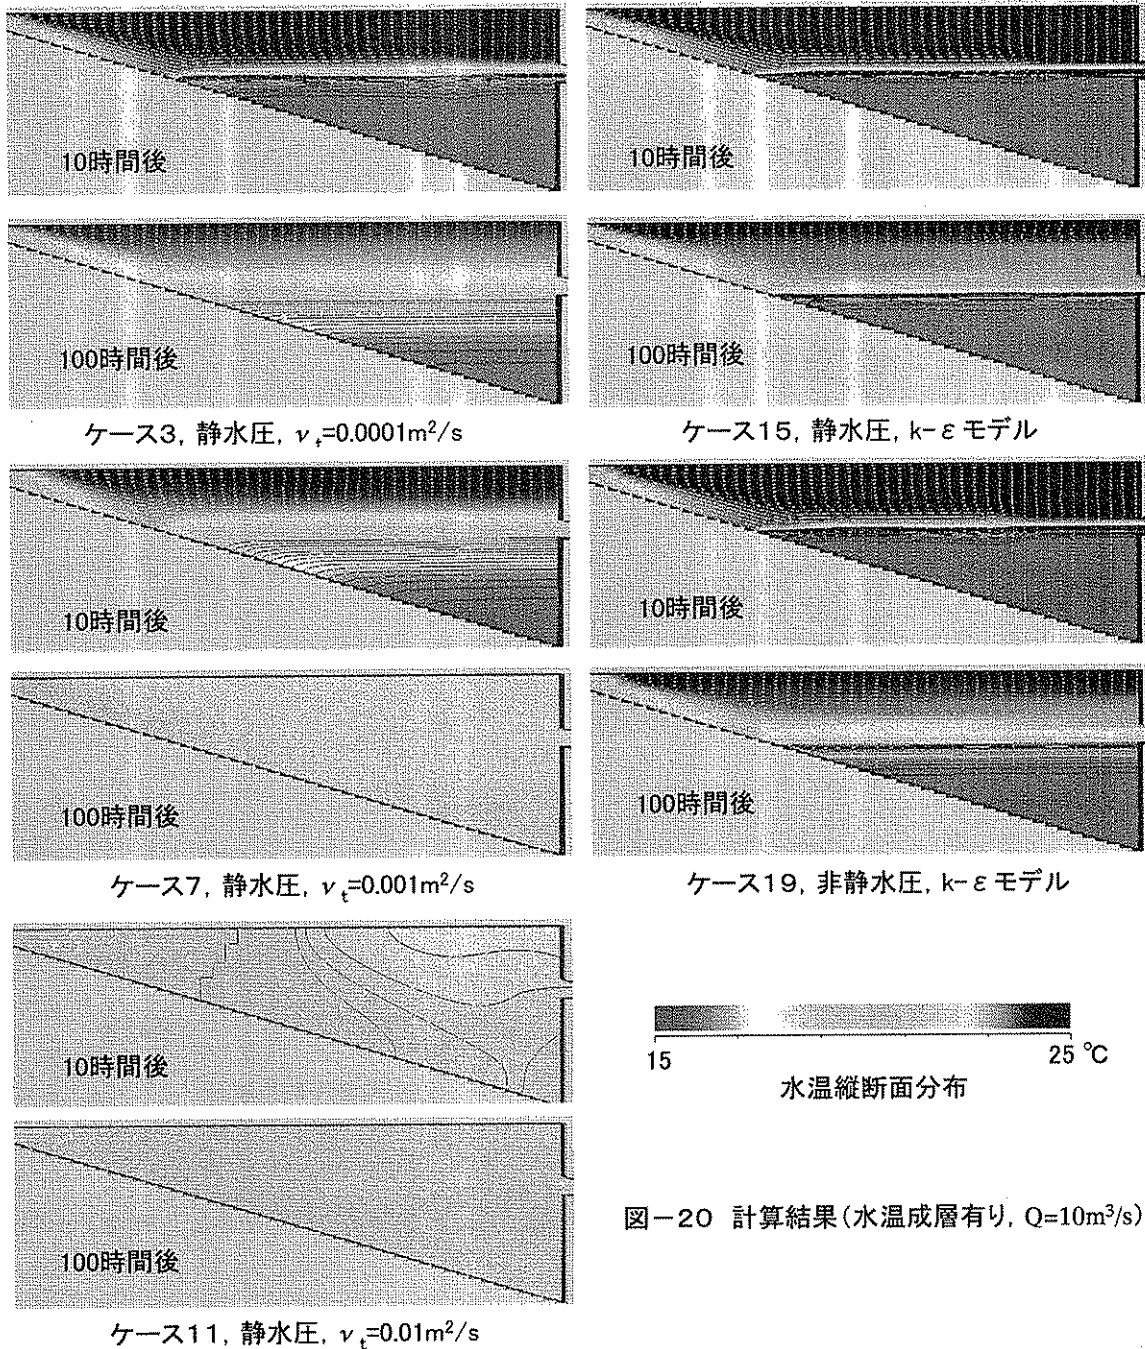 10時間後
100時間後
ケース3, 静水圧, νt=0.0001m²/s
10時間後
100時間後
ケース15, 静水圧, k-εモデル
10時間後
100時間後
ケース7, 静水圧, νt=0.001m²/s
10時間後
100時間後
ケース19, 非静水圧, k-εモデル
10時間後
100時間後
ケース11, 静水圧, νt=0.01m²/s
15 25 ℃
水温縦断面分布
図-20 計算結果(水温成層有り, Q=10m³/s)